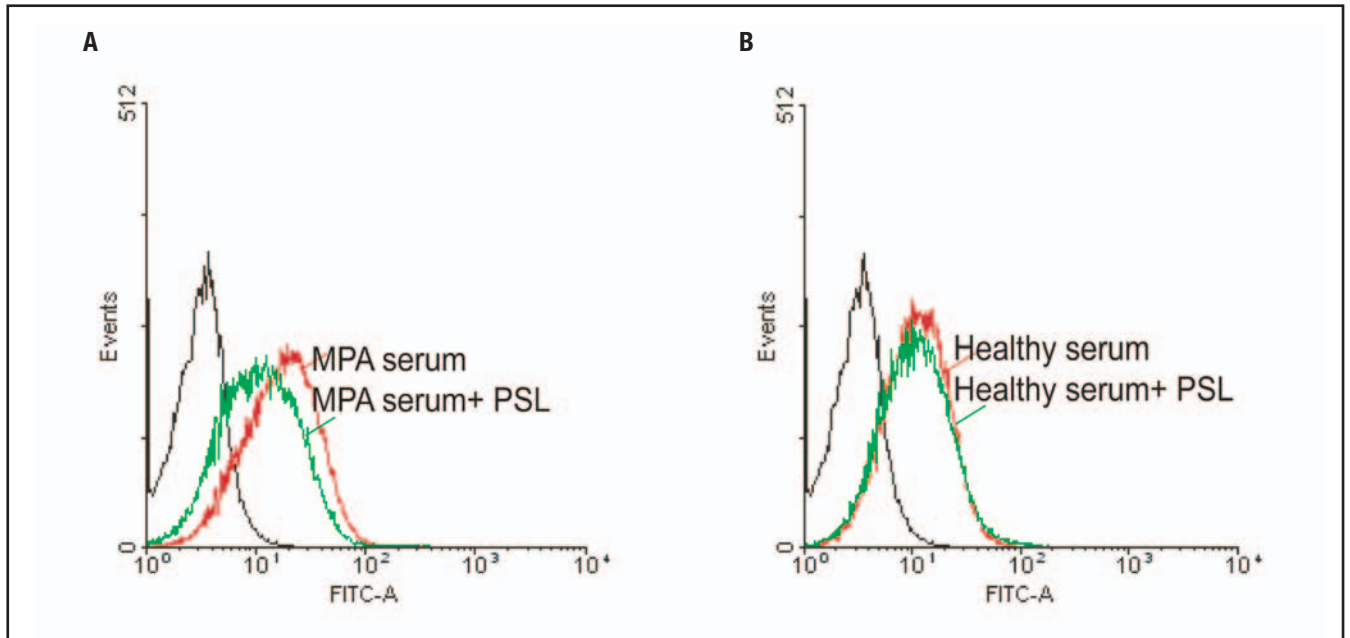 A
512
Events
0
MPA serum
MPA serum+ PSL
10⁰ 10¹ 10² 10³ 10⁴
FITC-A
B
512
Events
0
Healthy serum
Healthy serum+ PSL
10⁰ 10¹ 10² 10³ 10⁴
FITC-A